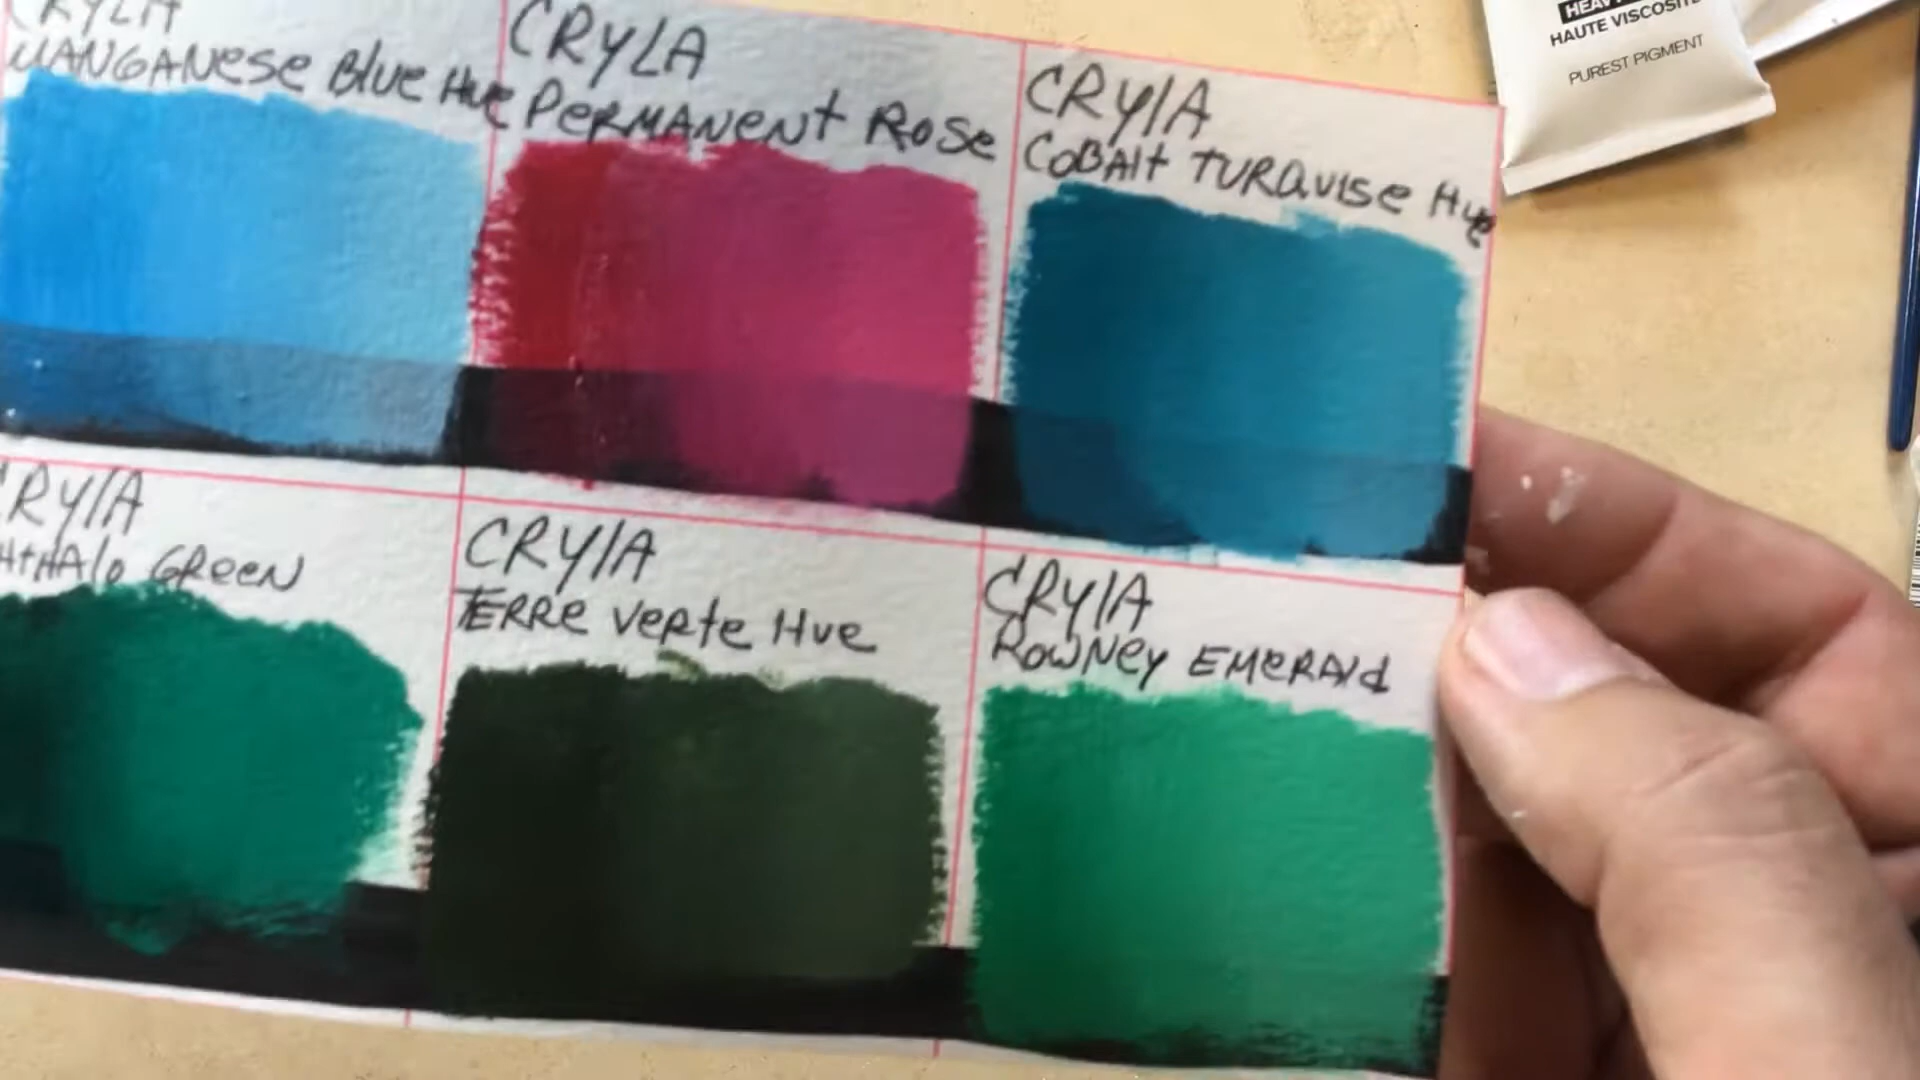 CRYLA
MANGANese Blue Hue
CRYLA
PeRMANeNt Rose
CRYlA
CoBAlt TURQuise Hue
HAUTE VISCOSITÉ
PUREST PIGMENT
CRYlA
GReeN
CRYlA
TERRe VeRte Hue
CRYlA
RowNey EMeRAld